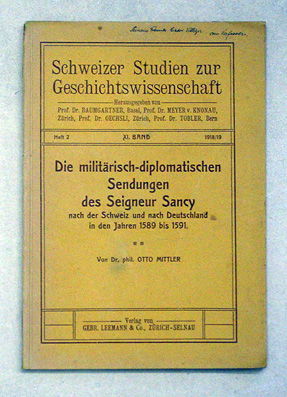 Schweizer Studien zur
Geschichtswissenschaft
Herausgegeben von
Prof. Dr. BAUMGARTNER, Basel, Prof. Dr. MEYER v. KNONAU,
Zürich, Prof. Dr. OECHSLI, Zürich, Prof. Dr. TOBLER, Bern
Heft 2 XI. BAND 1918/19
Die militärisch-diplomatischen
Sendungen
des Seigneur Sancy
nach der Schweiz und nach Deutschland
in den Jahren 1589 bis 1591.
Von Dr. phil. OTTO MITTLER
Verlag von
GEBR. LEEMANN & Co., ZÜRICH-SELNAU